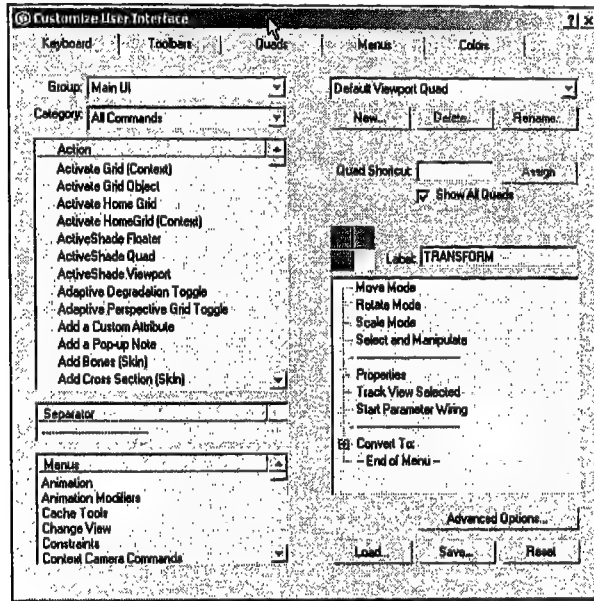 Customize User Interface
Keyboard Toolbars Quads Menus Colors
Group: Main UI
Category: All Commands
Action
Activate Grid (Context)
Activate Grid Object
Activate Home Grid
Activate HomeGrid (Context)
ActiveShade Floater
ActiveShade Quad
ActiveShade Viewport
Adaptive Degradation Toggle
Adaptive Perspective Grid Toggle
Add a Custom Attribute
Add a Pop-up Note
Add Bones (Skin)
Add Cross Section (Skin)
Separator
Menus
Animation
Animation Modifiers
Cache Tools
Change View
Constraints
Context Camera Commands
Default Viewport Quad
New... Delete... Rename...
Quad Shortcut: Assign
Show All Quads
Label: TRANSFORM
Move Mode
Rotate Mode
Scale Mode
Select and Manipulate
Properties
Track View Selected
Start Parameter Wiring
Convert To:
- End of Menu -
Advanced Options...
Load... Save... Reset